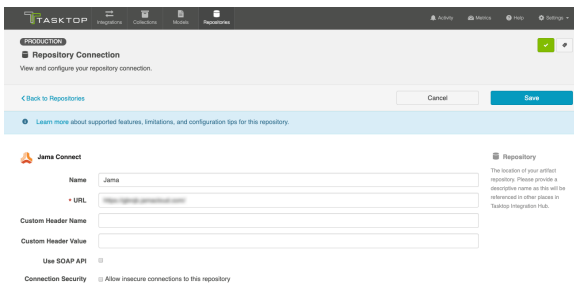 TASKTOP
Integrations
Collections
Models
Repositories
Activity
Metrics
Help
Settings
PRODUCTION
Repository Connection
View and configure your repository connection.
Back to Repositories
Cancel
Save
Learn more about supported features, limitations, and configuration tips for this repository.
Jama Connect
Name
Jama
* URL
Custom Header Name
Custom Header Value
Use SOAP API
Connection Security
Allow insecure connections to this repository
Repository
The location of your artifact
repository. Please provide a
descriptive name as this will be
referenced in other places in
Tasktop Integration Hub.